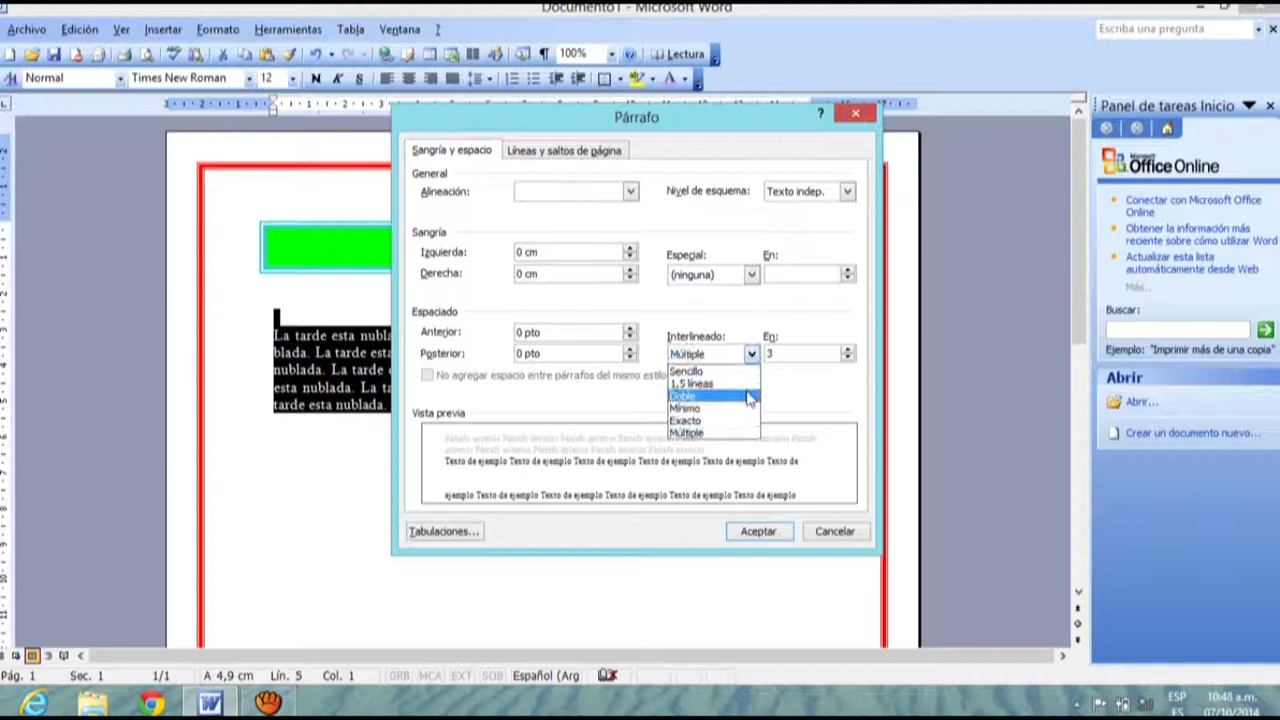 Documento1 - Microsoft Word
Archivo Edición Ver Insertar Formato Herramientas Tabla Ventana ?
Escriba una pregunta
100% Lectura
Normal Times New Roman 12 N K S
Panel de tareas Inicio
Office Online
Conectar con Microsoft Office
Online
Obtener la información más
reciente sobre cómo utilizar Word
Actualizar esta lista
automáticamente desde Web
Más...
Buscar:
Ejemplo: "Imprimir más de una copia"
Abrir
Abrir...
Crear un documento nuevo...
La tarde esta nubla
blada. La tarde esta
nublada. La tarde
esta nublada. La ta
tarde esta nublada.
Párrafo
Sangría y espacio Líneas y saltos de página
General
Alineación: Nivel de esquema: Texto indep.
Sangría
Izquierda: 0 cm Especial: En:
Derecha: 0 cm (ninguna)
Espaciado
Anterior: 0 pto Interlineado: En:
Posterior: 0 pto Múltiple 3
No agregar espacio entre párrafos del mismo estilo
Sencillo
1,5 líneas
Doble
Mínimo
Exacto
Múltiple
Vista previa
Texto de ejemplo Texto de ejemplo Texto de ejemplo Texto de ejemplo Texto de ejemplo Texto de
ejemplo Texto de ejemplo Texto de ejemplo Texto de ejemplo Texto de ejemplo Texto de ejemplo
Tabulaciones... Aceptar Cancelar
Pág. 1 Sec. 1 1/1 A 4,9 cm Lín. 5 Col. 1 GRB MCA EXT SOB Español (Arg
ESP 10:48 a.m.
ES 07/10/2014